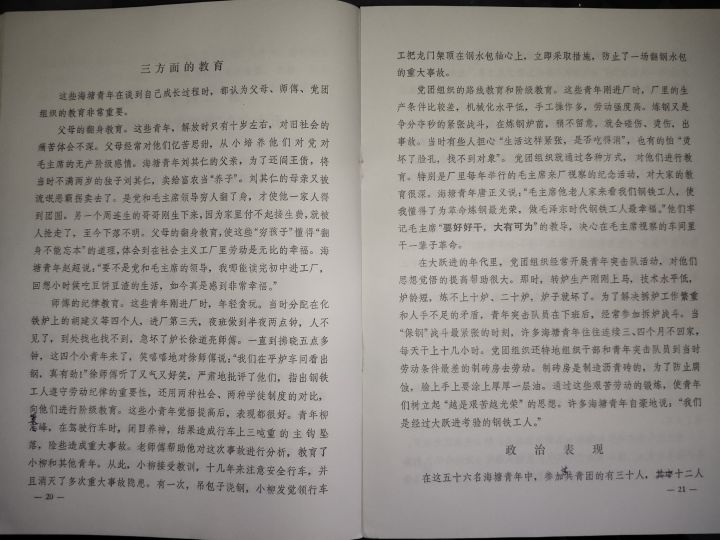 三方面的教育
这些海塘青年在谈到自己成长过程时，都认为父母、师傅、党团
组织的教育非常重要。
父母的翻身教育。这些青年，解放时只有十岁左右，对旧社会的
痛苦体会不深。父母经常对他们忆苦思甜，从小培养他们对党对
毛主席的无产阶级感情。海塘青年刘其仁的父亲，为了还阎王债，将
当时不满两岁的独子刘其仁，卖给富农当“养子”。刘其仁的母亲又被
流氓恶霸拐卖去了。是党和毛主席领导穷人翻了身，才使他一家人得
到团圆。另一个周连生的哥哥刚生下来，因为家里付不起接生费，就被
人抢走了，至今下落不明。父母的翻身教育，使这些“穷孩子”懂得“翻
身不能忘本”的道理，体会到在社会主义工厂里劳动是无比的幸福。海
塘青年赵超说：“要不是党和毛主席的领导，我哪能读完初中进工厂，
回想小时候吃豆饼豆渣的生活，如今真是感到非常幸福。”
师傅的纪律教育。这些青年刚进厂时，年轻贪玩。当时分配在化
铁炉上的胡建义等四个人，进厂第三天，夜班做到半夜两点钟，人不
见了，到处找也找不到，急坏了炉长徐道先师傅。一直到拂晓五点多
钟，这四个小青年来了，笑嘻嘻地对徐师傅说：“我们在平炉车间看出
钢，真有劲！”徐师傅听了又气又好笑，严肃地批评了他们，指出钢铁
工人遵守劳动纪律的重要性，还用两种社会、两种学徒制度的对比，
向他们进行阶级教育。这些小青年觉悟提高后，表现都很好。青年柳
峰，在驾驶行车时，闭目养神，结果造成行车上三吨重的主钩坠
落，险些造成重大事故。老师傅帮助他对这次事故进行分析，教育了
小柳和其他青年。从此，小柳接受教训，十几年来注意安全行车，并
且消灭了多次重大事故隐患。有一次，吊包子浇钢，小柳发觉领行车
— 20 —
工把龙门架顶在钢水包轴心上，立即采取措施，防止了一场翻钢水包
的重大事故。
党团组织的路线教育和阶级教育。这些青年刚进厂时，厂里的生
产条件比较差，机械化水平低，手工操作多，劳动强度高。炼钢又是
争分夺秒的紧张战斗，在炼钢炉前，稍不留意，就会碰伤、烫伤，出
事故。当时有些人担心“生活这样紧张，是否吃得消”，也有的怕“烫
坏了脸孔，找不到对象”。党团组织就通过各种方式，对他们进行教
育。特别是厂里每年举行的毛主席来厂视察的纪念活动，对大家的教
育很深。海塘青年唐正又说：“毛主席他老人家来看我们钢铁工人，使
我懂得了为革命炼钢最光荣，做毛泽东时代钢铁工人最幸福。”他们牢
记毛主席“要好好干，大有可为”的教导，决心在毛主席视察的车间里
干一辈子革命。
在大跃进的年代里，党团组织经常开展青年突击队活动，对他们
思想觉悟的提高帮助很大。那时，转炉生产刚刚上马，技术水平低，
炉龄短，炼不上十炉、二十炉，炉子就坏了。为了解决拆炉工作繁重
和人手不足的矛盾，青年突击队员在下班后，经常参加拆炉战斗。当
“保钢”战斗最紧张的时刻，许多海塘青年往往连续三、四个月不回家，
每天干上十几小时。党团组织还特地组织干部和青年突击队员到当时
劳动条件最差的制砖房去劳动。制砖房是制造沥青砖的，为了防止腐
蚀，脸上手上要涂上厚厚一层油。通过这些艰苦劳动的锻炼，使青年
们树立起“越是艰苦越光荣”的思想。许多海塘青年自豪地说：“我们
是经过大跃进考验的钢铁工人。”
政治表现
在这五十六名海塘青年中，参加共青团的有三十人，其中十二人
— 21 —